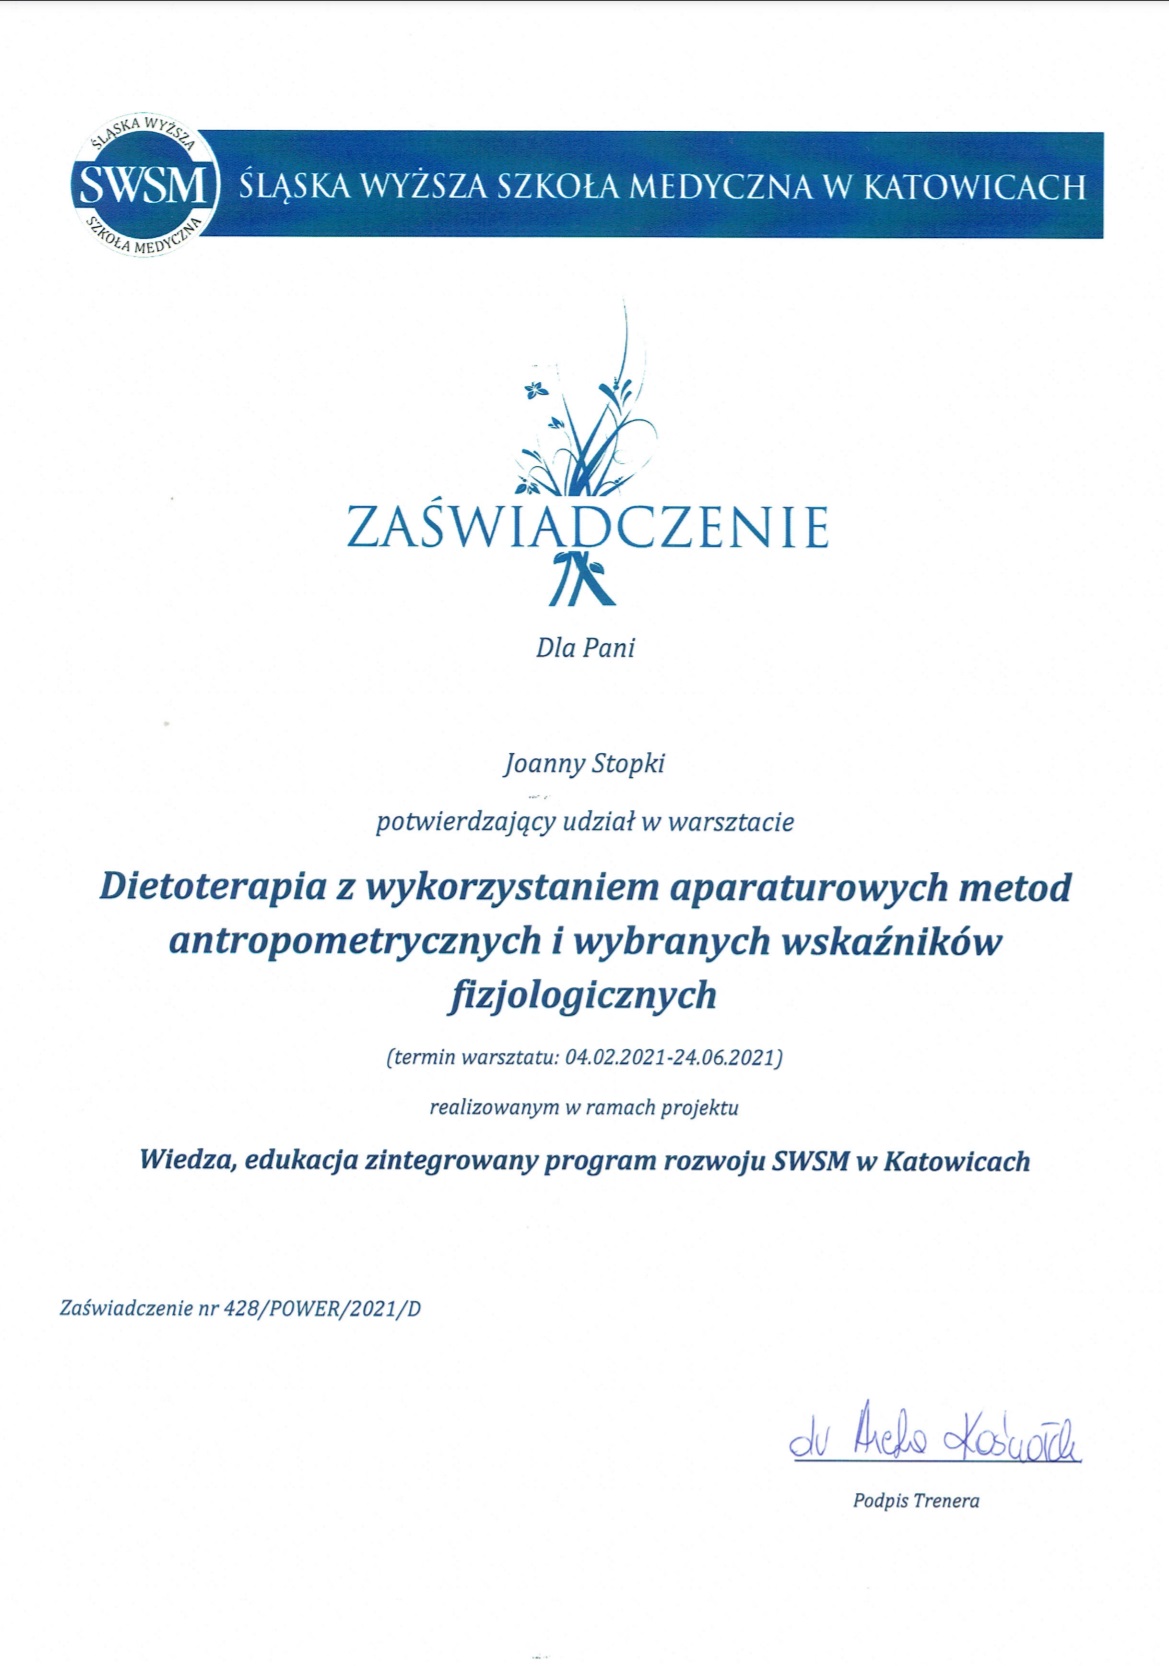 ŚLĄSKA WYŻSZA
SWSM
SZKOŁA MEDYCZNA
ŚLĄSKA WYŻSZA SZKOŁA MEDYCZNA W KATOWICACH
ZAŚWIADCZENIE
Dla Pani
Joanny Stopki
potwierdzający udział w warsztacie
Dietoterapia z wykorzystaniem aparaturowych metod
antropometrycznych i wybranych wskaźników
fizjologicznych
(termin warsztatu: 04.02.2021-24.06.2021)
realizowanym w ramach projektu
Wiedza, edukacja zintegrowany program rozwoju SWSM w Katowicach
Zaświadczenie nr 428/POWER/2021/D
dr
Podpis Trenera